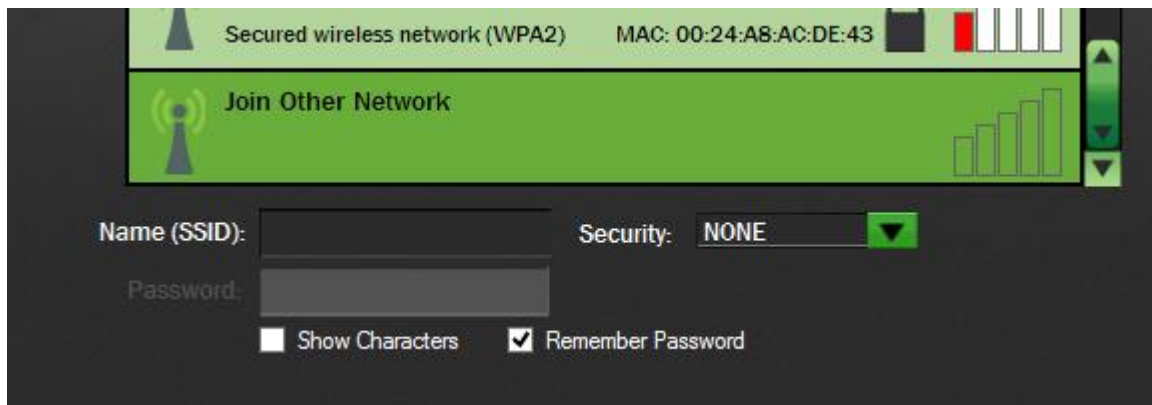 Secured wireless network (WPA2) MAC: 00:24:A8:AC:DE:43
Join Other Network
Name (SSID): Security: NONE
Password:
Show Characters Remember Password